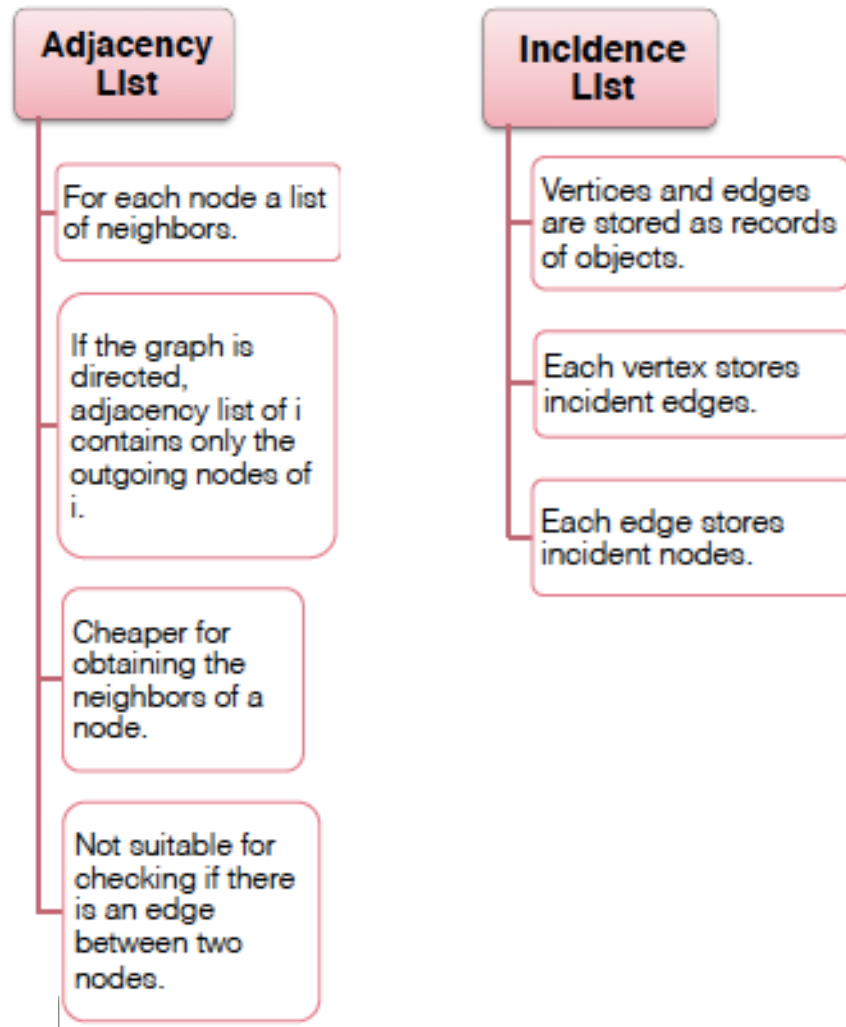 Adjacency
List
For each node a list
of neighbors.
If the graph is
directed,
adjacency list of i
contains only the
outgoing nodes of
i.
Cheaper for
obtaining the
neighbors of a
node.
Not suitable for
checking if there
is an edge
between two
nodes.
Incidence
List
Vertices and edges
are stored as records
of objects.
Each vertex stores
incident edges.
Each edge stores
incident nodes.